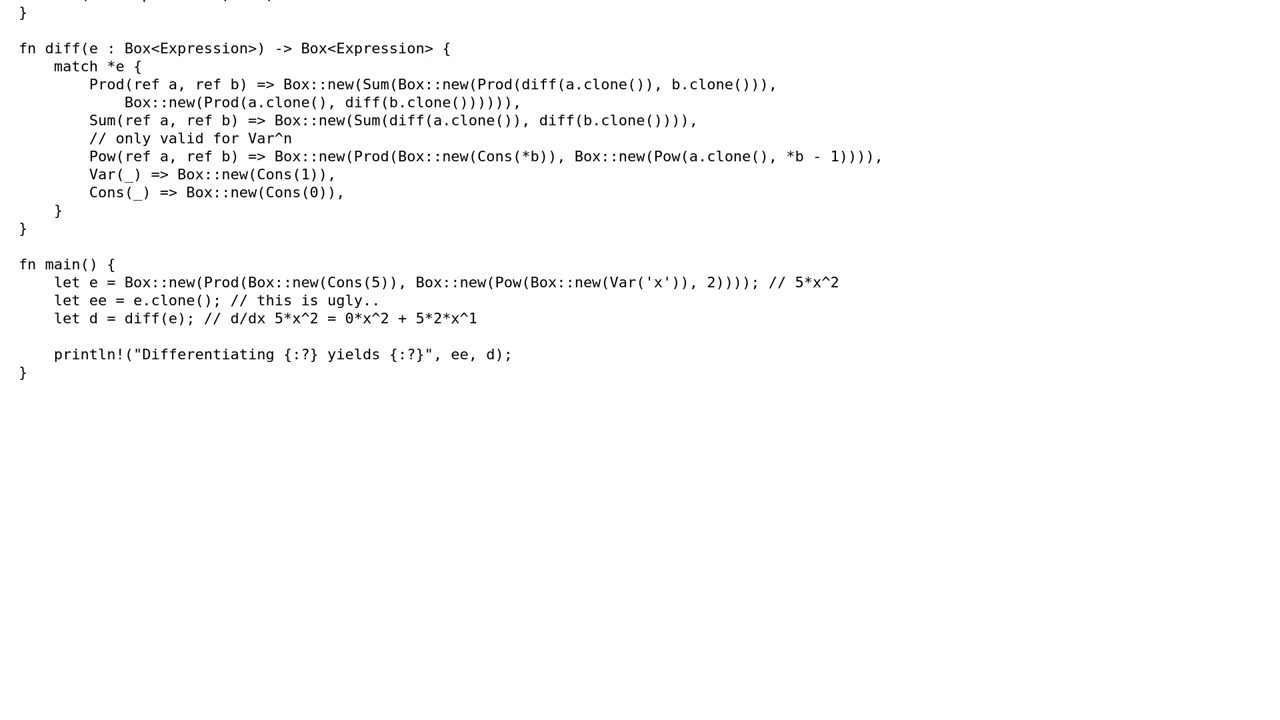 }

fn diff(e : Box<Expression>) -> Box<Expression> {
    match *e {
        Prod(ref a, ref b) => Box::new(Sum(Box::new(Prod(diff(a.clone()), b.clone())),
            Box::new(Prod(a.clone(), diff(b.clone()))))),
        Sum(ref a, ref b) => Box::new(Sum(diff(a.clone()), diff(b.clone()))),
        // only valid for Var^n
        Pow(ref a, ref b) => Box::new(Prod(Box::new(Cons(*b)), Box::new(Pow(a.clone(), *b - 1)))),
        Var(_) => Box::new(Cons(1)),
        Cons(_) => Box::new(Cons(0)),
    }
}

fn main() {
    let e = Box::new(Prod(Box::new(Cons(5)), Box::new(Pow(Box::new(Var('x')), 2)))); // 5*x^2
    let ee = e.clone(); // this is ugly..
    let d = diff(e); // d/dx 5*x^2 = 0*x^2 + 5*2*x^1

    println!("Differentiating {:?} yields {:?}", ee, d);
}